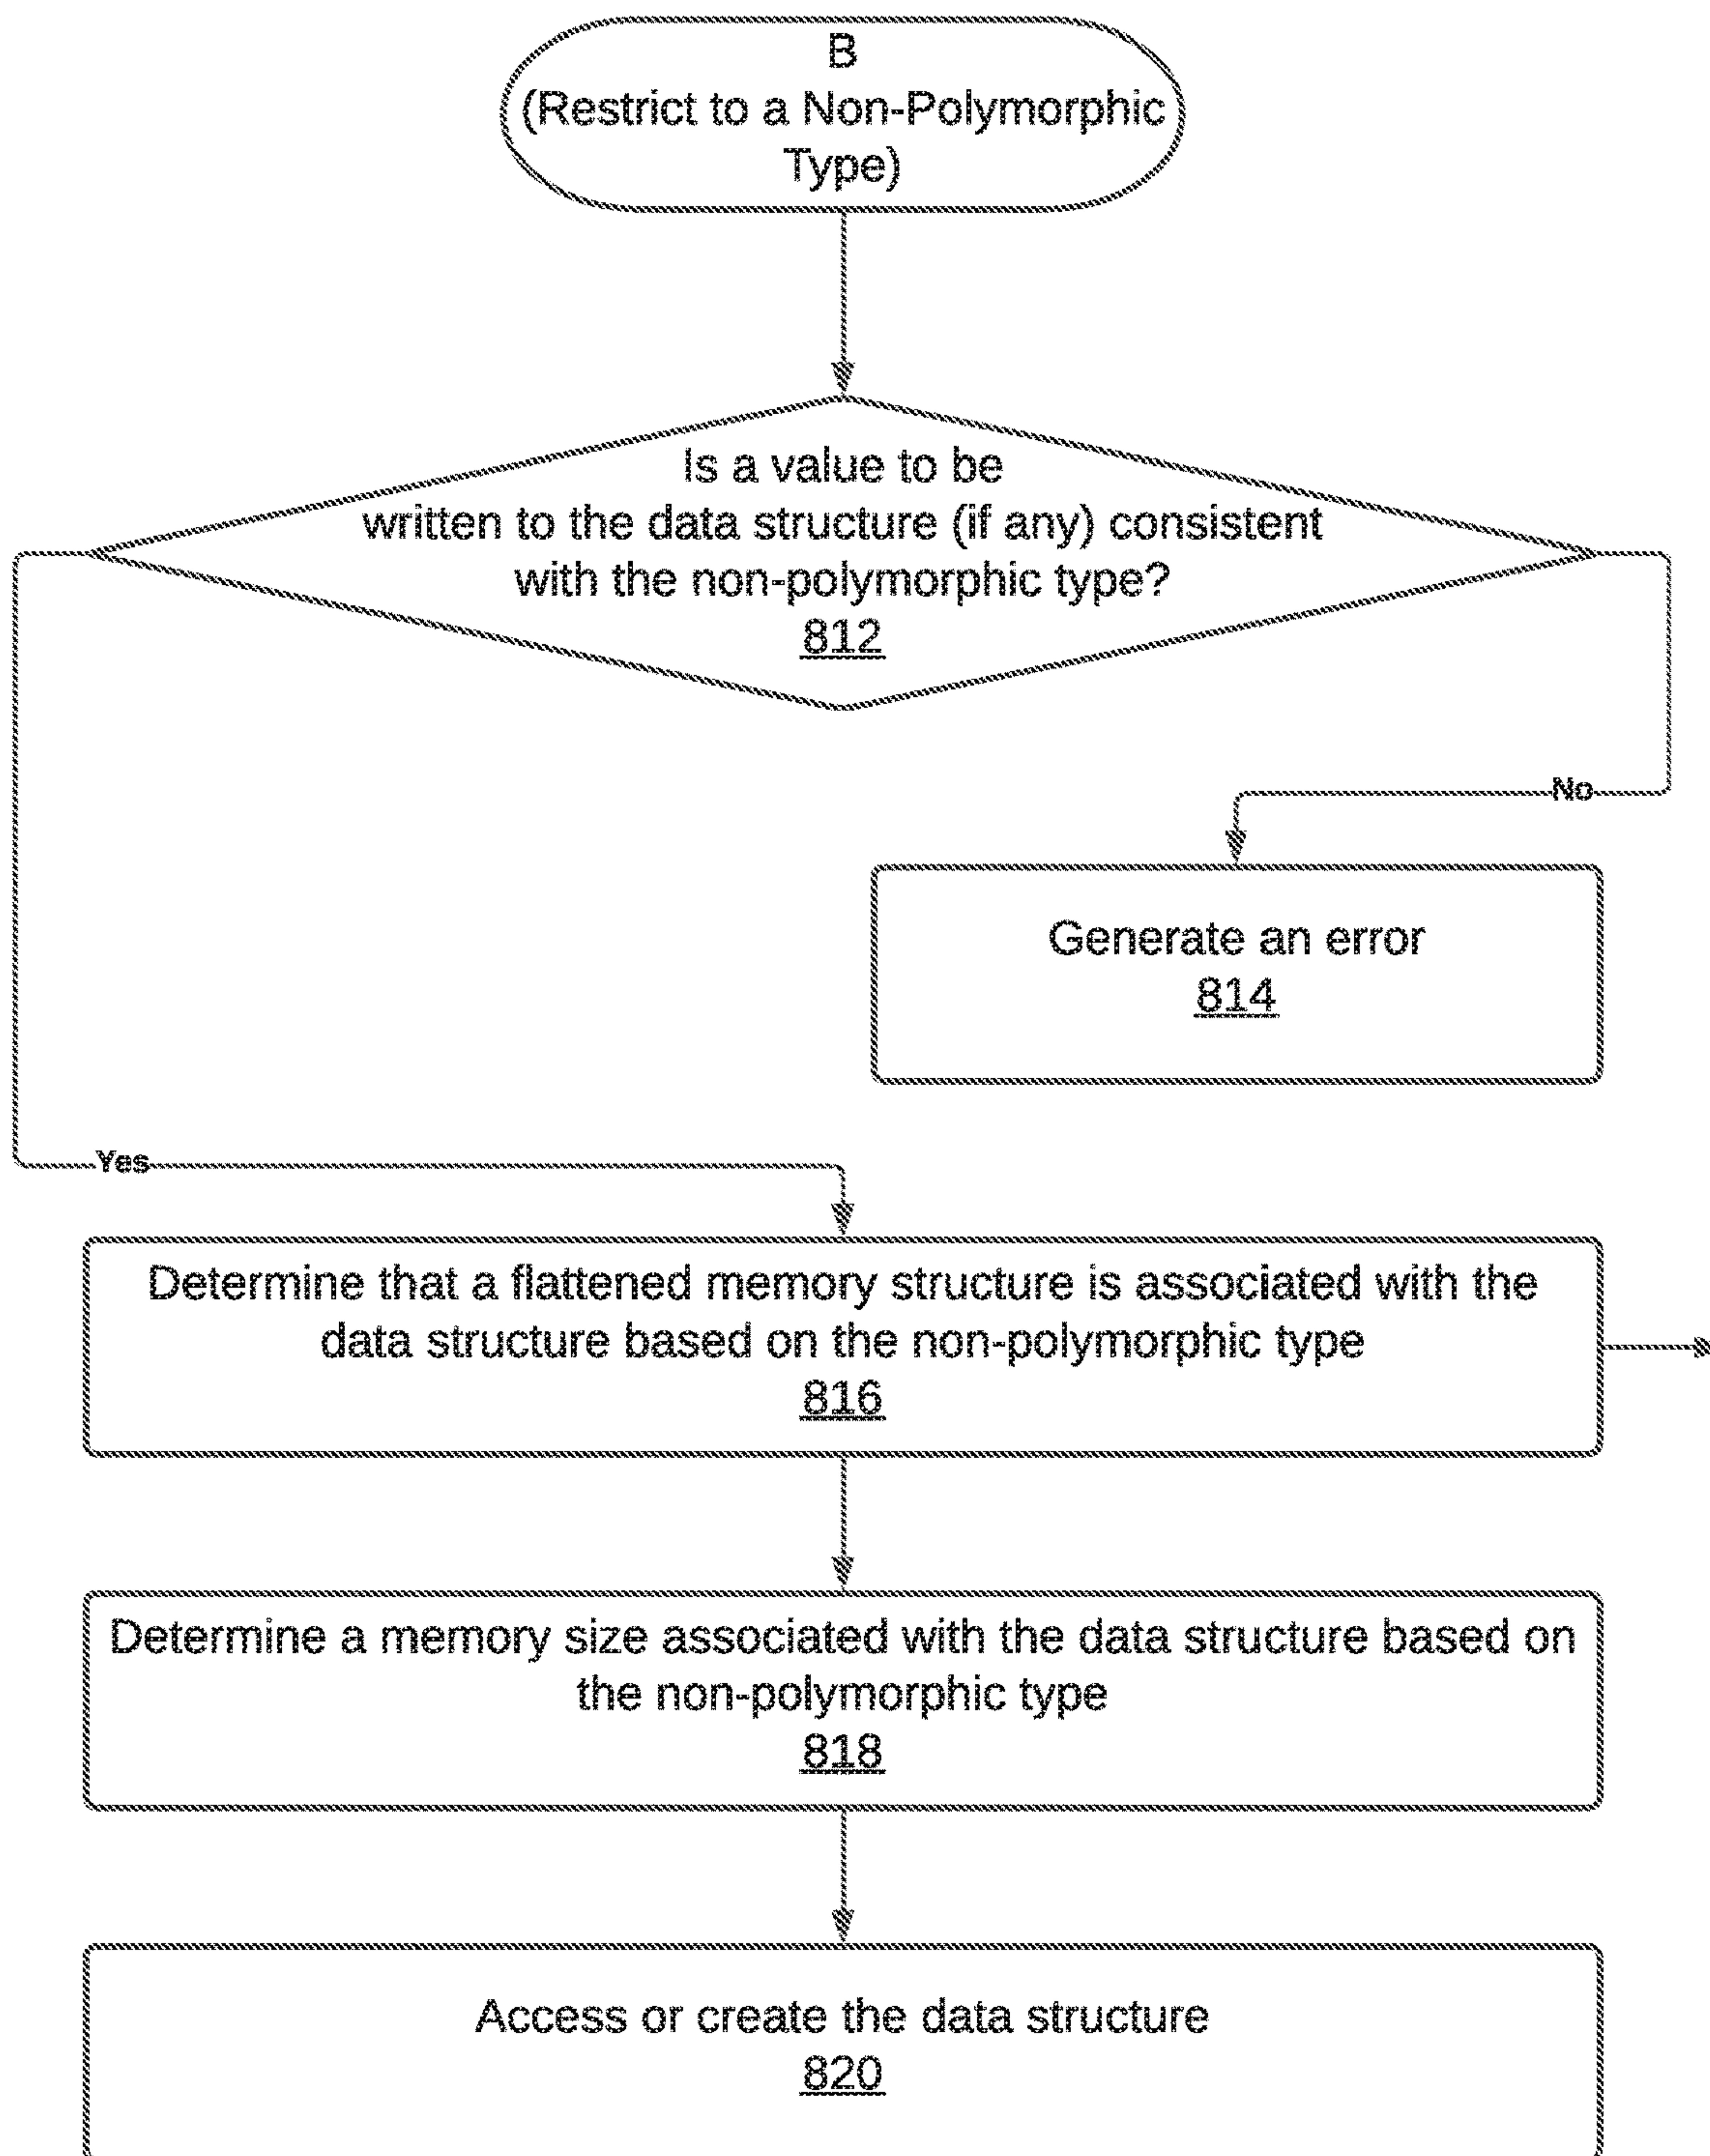 B
(Restrict to a Non-Polymorphic
Type)
Is a value to be
written to the data structure (if any) consistent
with the non-polymorphic type?
812
No
Generate an error
814
Yes
Determine that a flattened memory structure is associated with the
data structure based on the non-polymorphic type
816
Determine a memory size associated with the data structure based on
the non-polymorphic type
818
Access or create the data structure
820